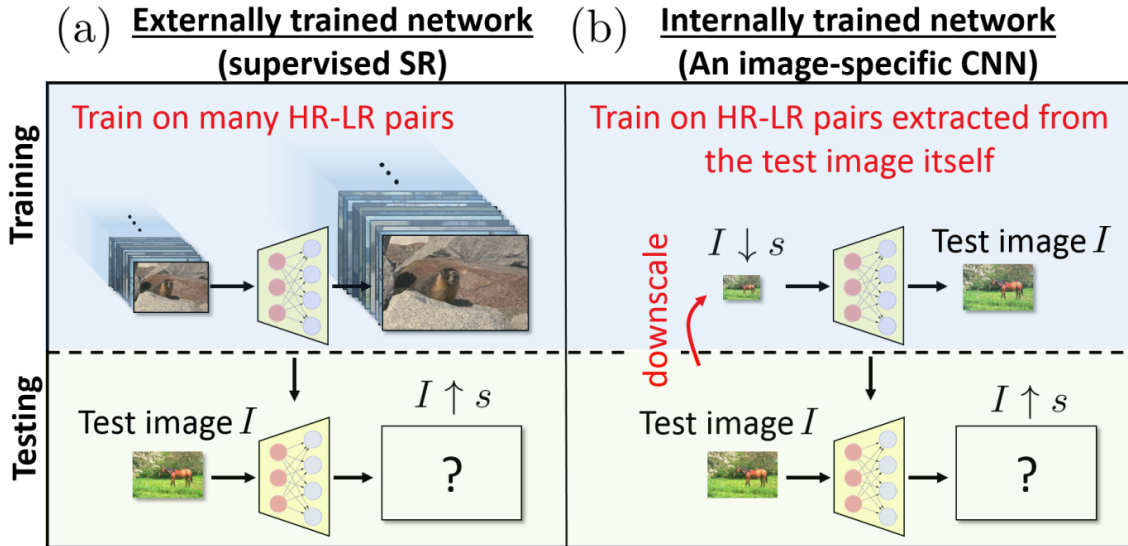 (a) Externally trained network
(supervised SR)
(b) Internally trained network
(An image-specific CNN)
Training
Train on many HR-LR pairs
Train on HR-LR pairs extracted from
the test image itself
I ↓ s
Test image I
downscale
Testing
Test image I
I ↑ s
?
Test image I
I ↑ s
?